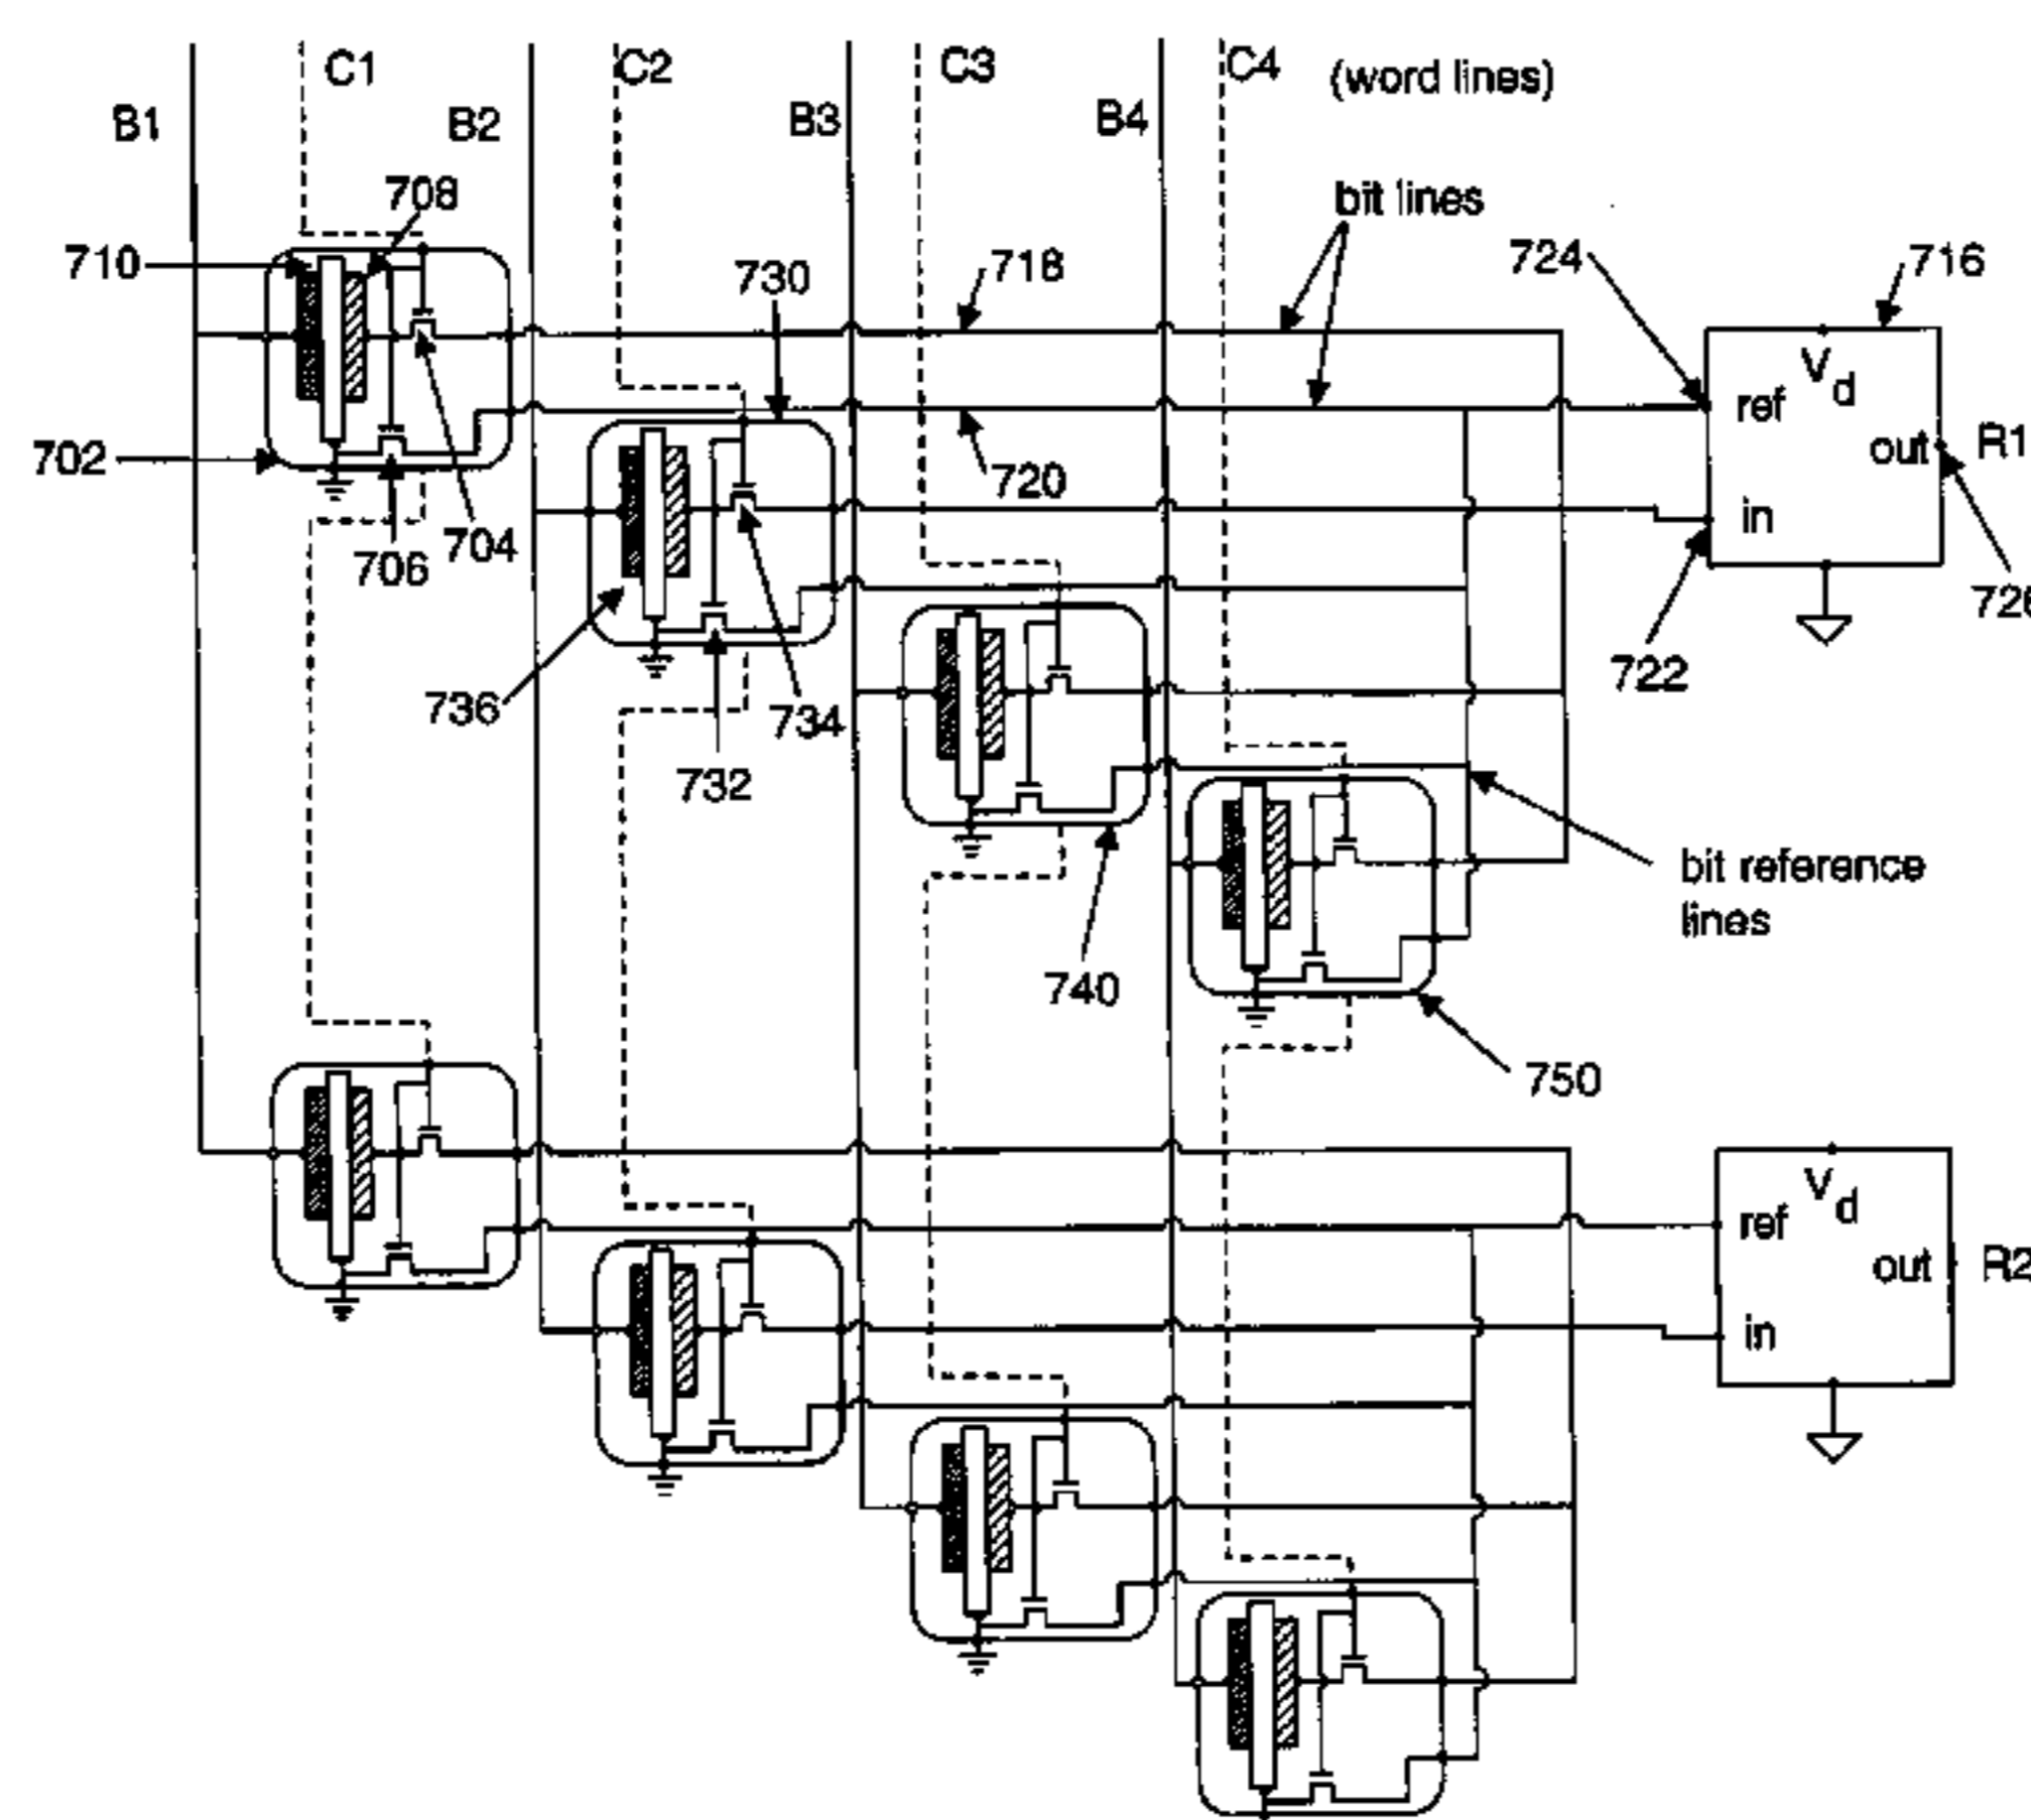 C1
C2
C3
C4
(word lines)
B1
B2
B3
B4
708
bit lines
710
730
718
724
716
Vd
ref
out
R1
702
720
704
706
in
736
734
722
732
bit reference
lines
740
750
Vd
ref
out
R2
in